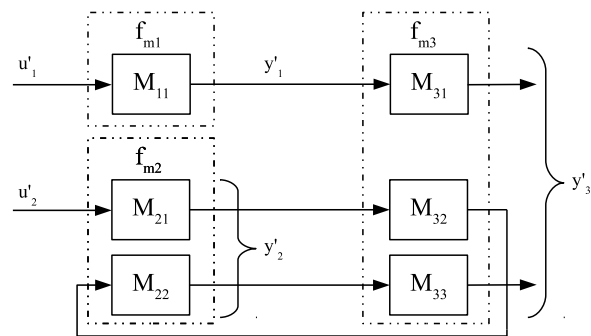 f_m1 f_m3
u'_1 M_11 y'_1 M_31
f_m2
u'_2 M_21 M_32 y'_3
y'_2
M_22 M_33